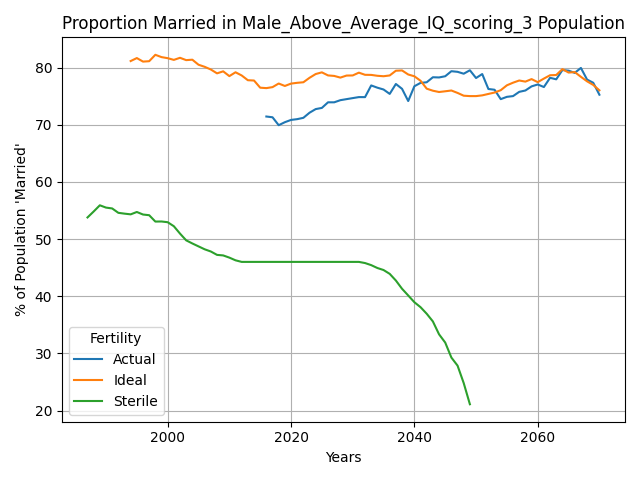 Proportion Married in Male_Above_Average_IQ_scoring_3 Population
% of Population 'Married'
80
70
60
50
40
30
20
Fertility
Actual
Ideal
Sterile
2000 2020 2040 2060
Years